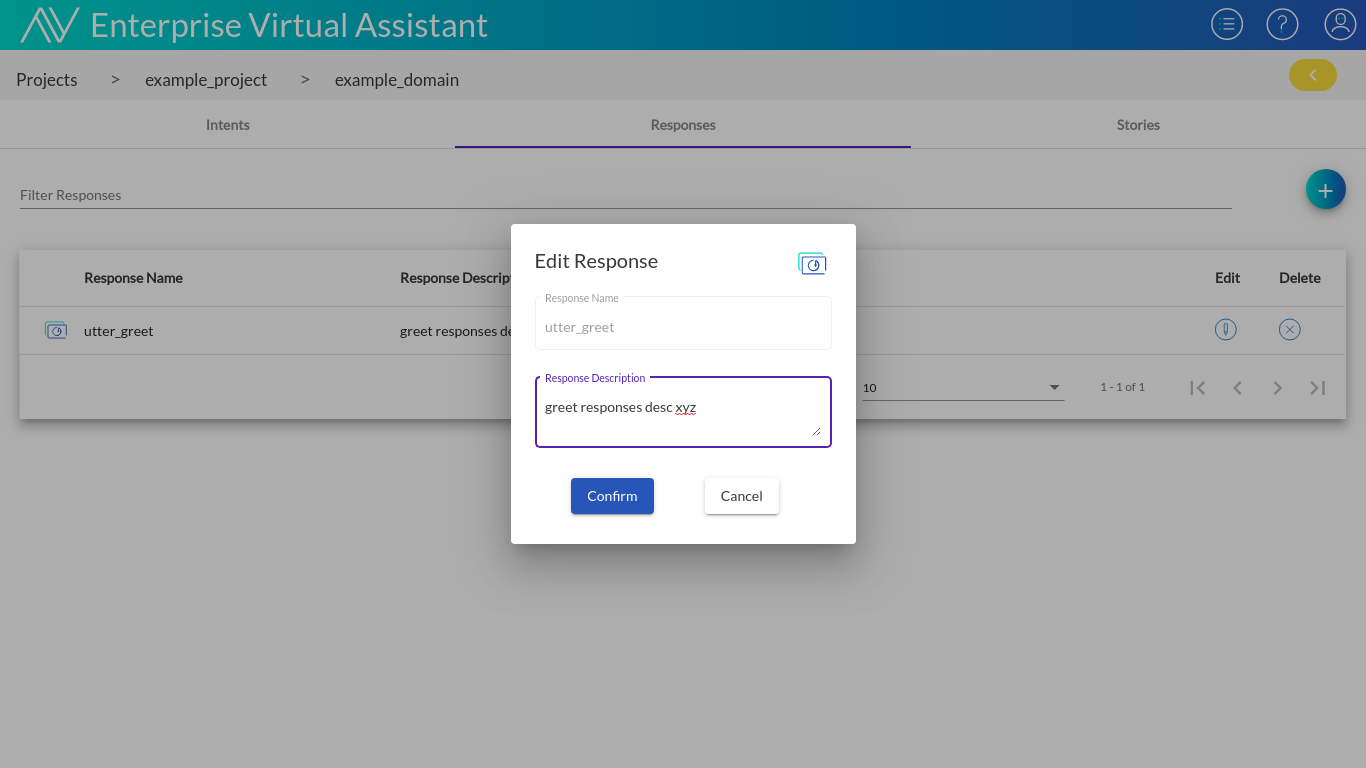 Enterprise Virtual Assistant
Projects > example_project > example_domain
Intents Responses Stories
Filter Responses
Edit Response
Response Name
utter_greet
Response Description
greet responses desc xyz
Confirm Cancel
Response Name Response Descrip Edit Delete
utter_greet greet responses de
10 1 - 1 of 1